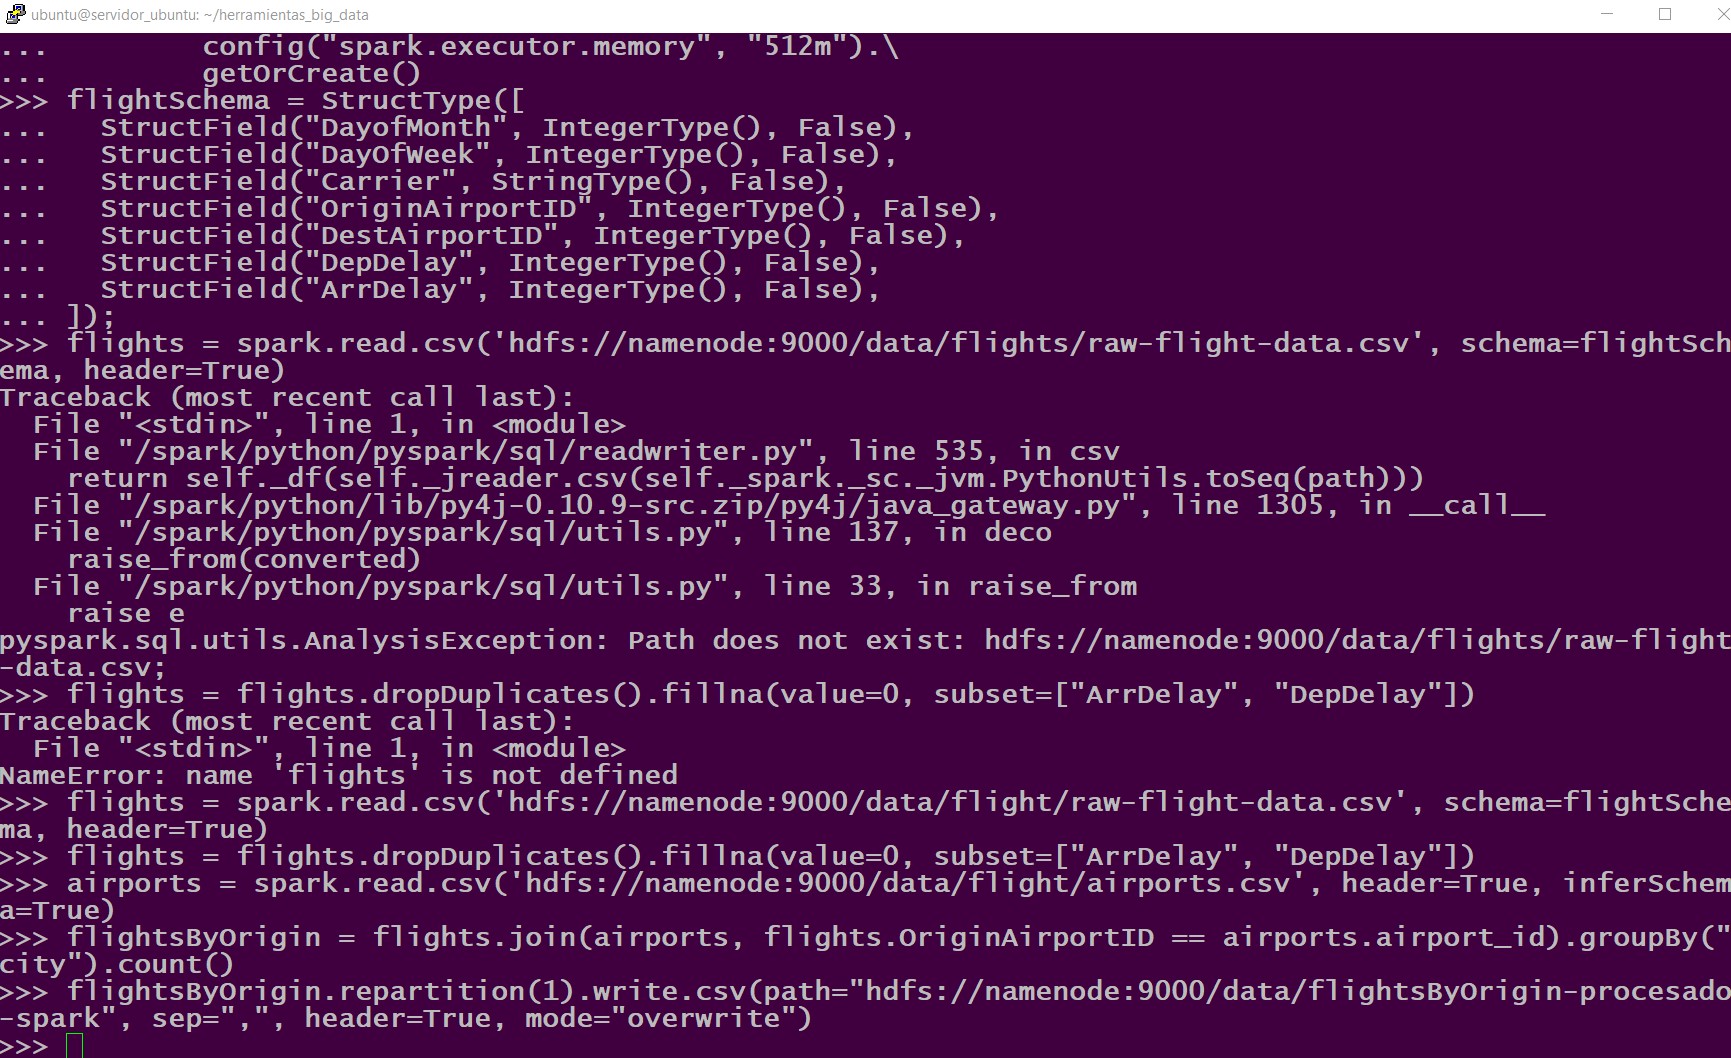 ubuntu@servidor_ubuntu: ~/herramientas_big_data
...         config("spark.executor.memory", "512m").\
...         getOrCreate()
>>> flightSchema = StructType([
...   StructField("DayofMonth", IntegerType(), False),
...   StructField("DayOfWeek", IntegerType(), False),
...   StructField("Carrier", StringType(), False),
...   StructField("OriginAirportID", IntegerType(), False),
...   StructField("DestAirportID", IntegerType(), False),
...   StructField("DepDelay", IntegerType(), False),
...   StructField("ArrDelay", IntegerType(), False),
... ]);
>>> flights = spark.read.csv('hdfs://namenode:9000/data/flights/raw-flight-data.csv', schema=flightSch
ema, header=True)
Traceback (most recent call last):
  File "<stdin>", line 1, in <module>
  File "/spark/python/pyspark/sql/readwriter.py", line 535, in csv
    return self._df(self._jreader.csv(self._spark._sc._jvm.PythonUtils.toSeq(path)))
  File "/spark/python/lib/py4j-0.10.9-src.zip/py4j/java_gateway.py", line 1305, in __call__
  File "/spark/python/pyspark/sql/utils.py", line 137, in deco
    raise_from(converted)
  File "/spark/python/pyspark/sql/utils.py", line 33, in raise_from
    raise e
pyspark.sql.utils.AnalysisException: Path does not exist: hdfs://namenode:9000/data/flights/raw-flight
-data.csv;
>>> flights = flights.dropDuplicates().fillna(value=0, subset=["ArrDelay", "DepDelay"])
Traceback (most recent call last):
  File "<stdin>", line 1, in <module>
NameError: name 'flights' is not defined
>>> flights = spark.read.csv('hdfs://namenode:9000/data/flight/raw-flight-data.csv', schema=flightSche
ma, header=True)
>>> flights = flights.dropDuplicates().fillna(value=0, subset=["ArrDelay", "DepDelay"])
>>> airports = spark.read.csv('hdfs://namenode:9000/data/flight/airports.csv', header=True, inferSchem
a=True)
>>> flightsByOrigin = flights.join(airports, flights.OriginAirportID == airports.airport_id).groupBy("
city").count()
>>> flightsByOrigin.repartition(1).write.csv(path="hdfs://namenode:9000/data/flightsByOrigin-procesado
-spark", sep=",", header=True, mode="overwrite")
>>>